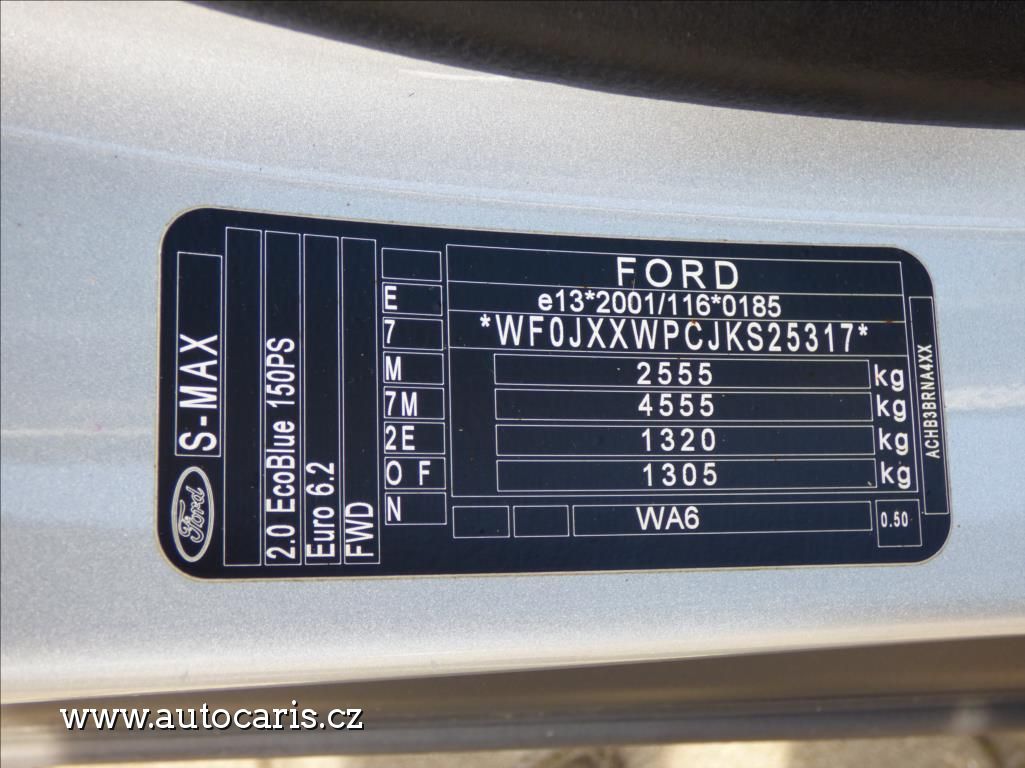 Ford
S-MAX
2.0 EcoBlue 150PS
Euro 6.2
FWD
E
7
M
7M
2E
O F
N
FORD
e13*2001/116*0185
*WF0JXXWPCJKS25317*
2555 kg
4555 kg
1320 kg
1305 kg
WA6
0.50
ACHB3BRNA4XX
www.autocaris.cz